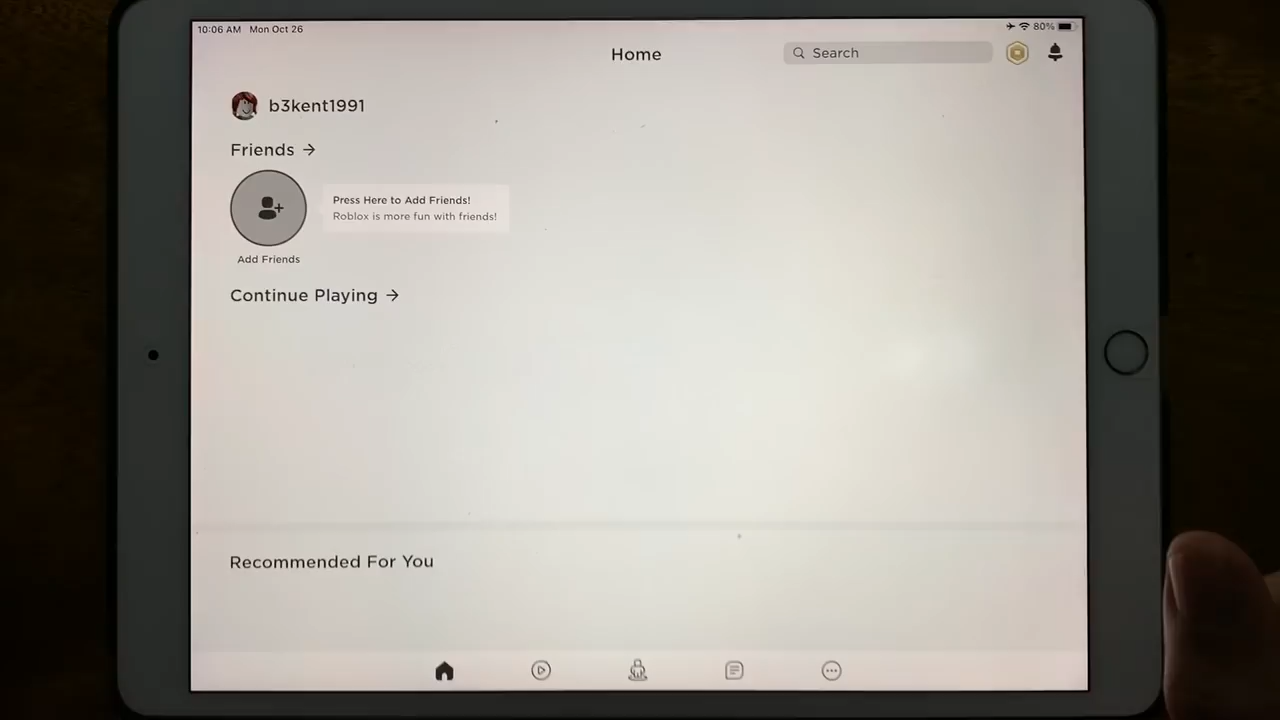 10:06 AM Mon Oct 26
80%
Home
Search
b3kent1991
Friends →
Press Here to Add Friends!
Roblox is more fun with friends!
Add Friends
Continue Playing →
Recommended For You